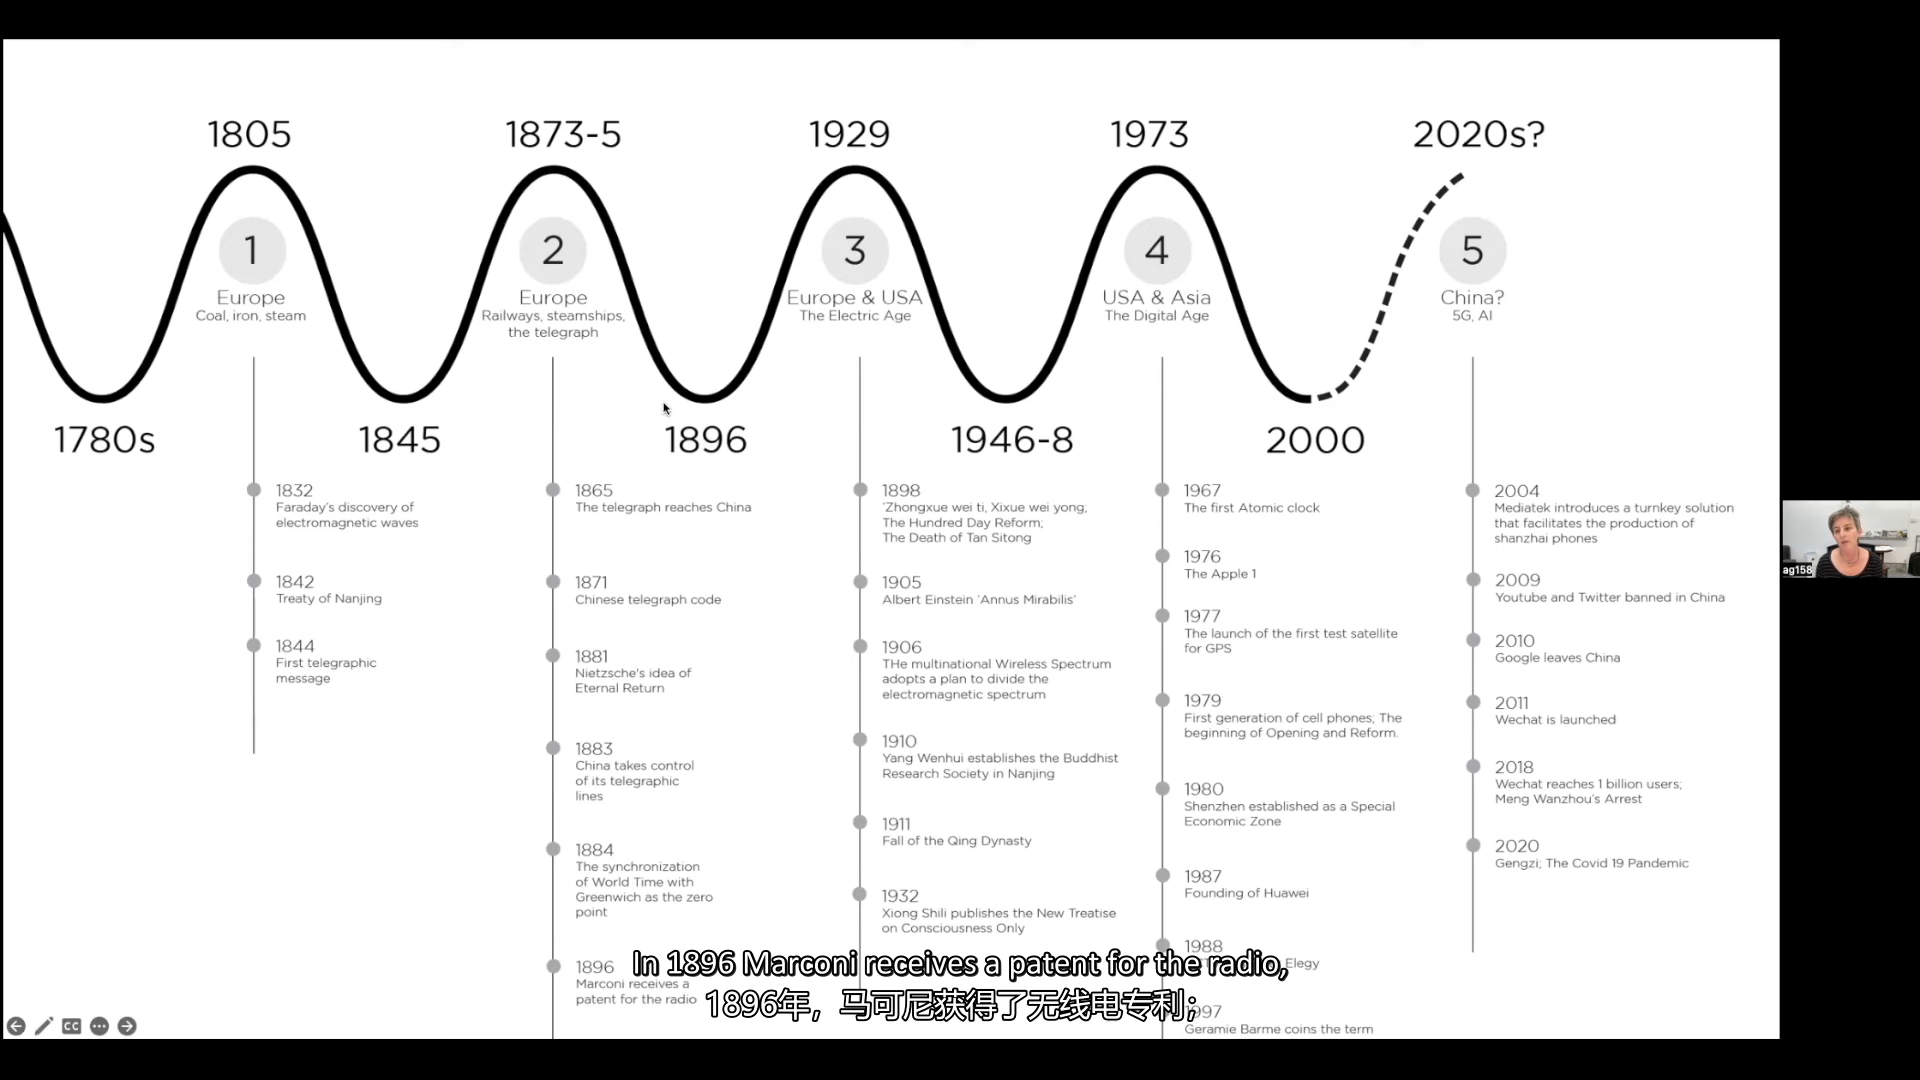 1805
1873-5
1929
1973
2020s?
1
2
3
4
5
Europe
Coal, iron, steam
Europe
Railways, steamships,
the telegraph
Europe & USA
The Electric Age
USA & Asia
The Digital Age
China?
5G, AI
1780s
1845
1896
1946-8
2000
1832
Faraday's discovery of
electromagnetic waves
1842
Treaty of Nanjing
1844
First telegraphic
message
1865
The telegraph reaches China
1871
Chinese telegraph code
1881
Nietzsche's idea of
Eternal Return
1883
China takes control
of its telegraphic
lines
1884
The synchronization
of World Time with
Greenwich as the zero
point
1896
Marconi receives a
patent for the radio
1898
'Zhongxue wei ti, Xixue wei yong;
The Hundred Day Reform;
The Death of Tan Sitong
1905
Albert Einstein 'Annus Mirabilis'
1906
THe multinational Wireless Spectrum
adopts a plan to divide the
electromagnetic spectrum
1910
Yang Wenhui establishes the Buddhist
Research Society in Nanjing
1911
Fall of the Qing Dynasty
1932
Xiong Shili publishes the New Treatise
on Consciousness Only
1967
The first Atomic clock
1976
The Apple 1
1977
The launch of the first test satellite
for GPS
1979
First generation of cell phones; The
beginning of Opening and Reform.
1980
Shenzhen established as a Special
Economic Zone
1987
Founding of Huawei
1988
Elegy
1997
Geramie Barme coins the term
2004
Mediatek introduces a turnkey solution
that facilitates the production of
shanzhai phones
2009
Youtube and Twitter banned in China
2010
Google leaves China
2011
Wechat is launched
2018
Wechat reaches 1 billion users;
Meng Wanzhou's Arrest
2020
Gengzi; The Covid 19 Pandemic
ag158
In 1896 Marconi receives a patent for the radio,
1896年，马可尼获得了无线电专利；
CC